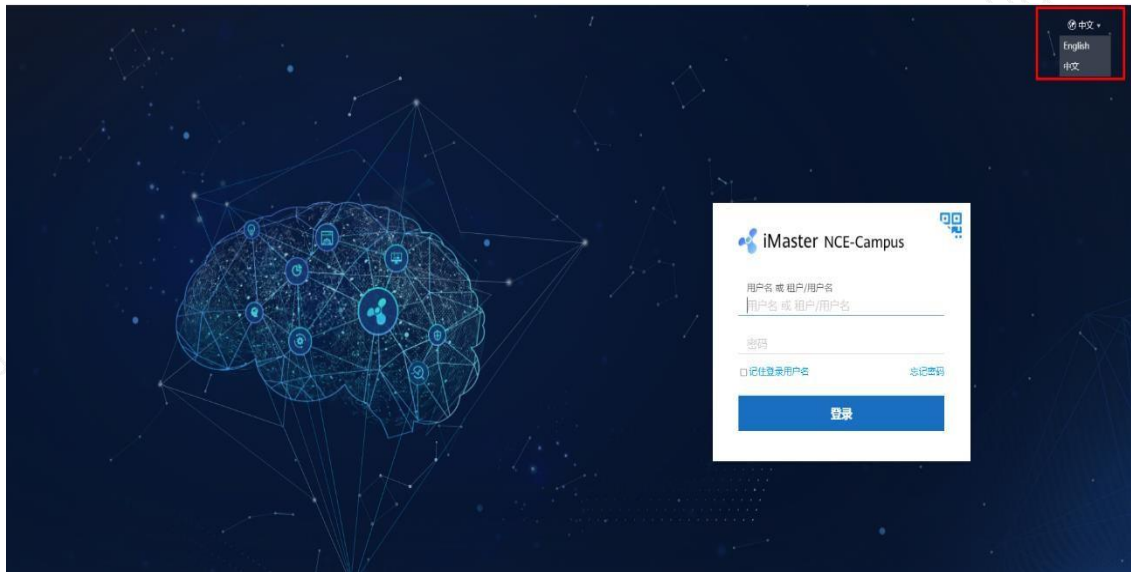 中文
English
中文
iMaster NCE-Campus
用户名 或 租户/用户名
用户名 或 租户/用户名
密码
记住登录用户名 忘记密码
登录